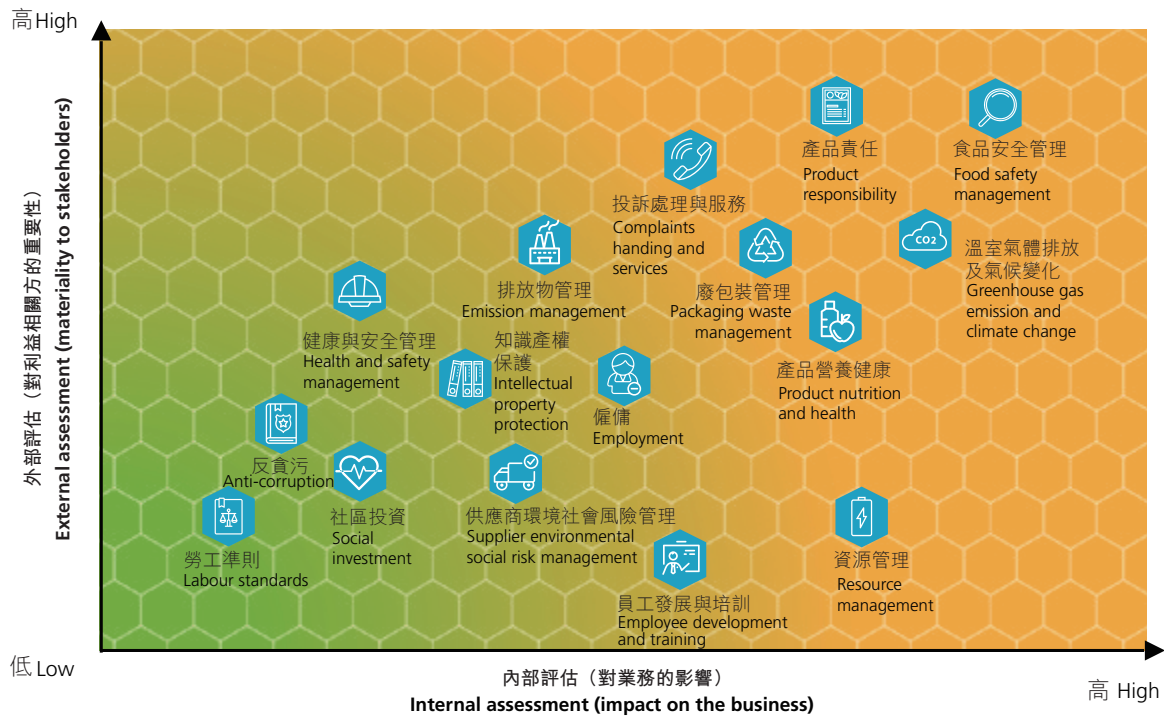 高High
外部評估（對利益相關方的重要性）
External assessment (materiality to stakeholders)
產品責任
Product
responsibility
食品安全管理
Food safety
management
投訴處理與服務
Complaints
handing and
services
CO2
溫室氣體排放
及氣候變化
Greenhouse gas
emission and
climate change
排放物管理
Emission management
廢包裝管理
Packaging waste
management
健康與安全管理
Health and safety
management
知識產權
保護
Intellectual
property
protection
僱傭
Employment
產品營養健康
Product nutrition
and health
反貪污
Anti-corruption
社區投資
Social
investment
供應商環境社會風險管理
Supplier environmental
social risk management
勞工準則
Labour standards
員工發展與培訓
Employee development
and training
資源管理
Resource
management
低 Low
內部評估（對業務的影響）
Internal assessment (impact on the business)
高 High